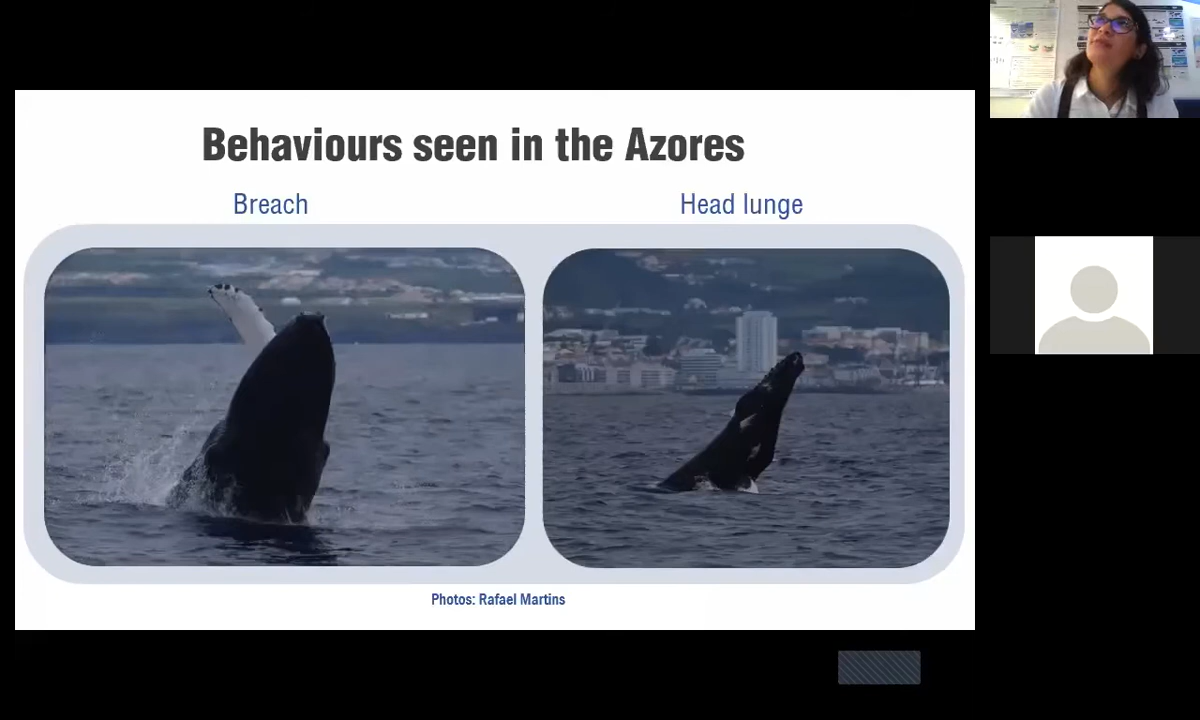 Behaviours seen in the Azores
Breach
Head lunge
Photos: Rafael Martins